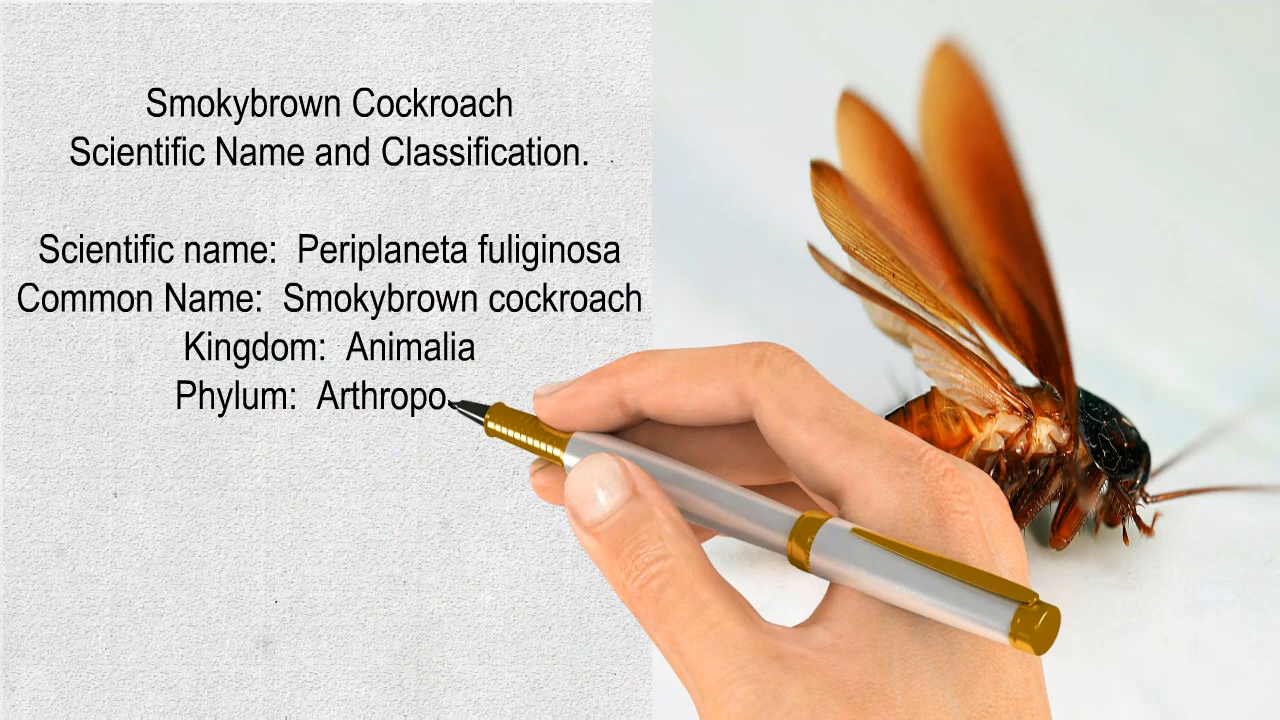 Smokybrown Cockroach
Scientific Name and Classification.
Scientific name: Periplaneta fuliginosa
Common Name: Smokybrown cockroach
Kingdom: Animalia
Phylum: Arthropo